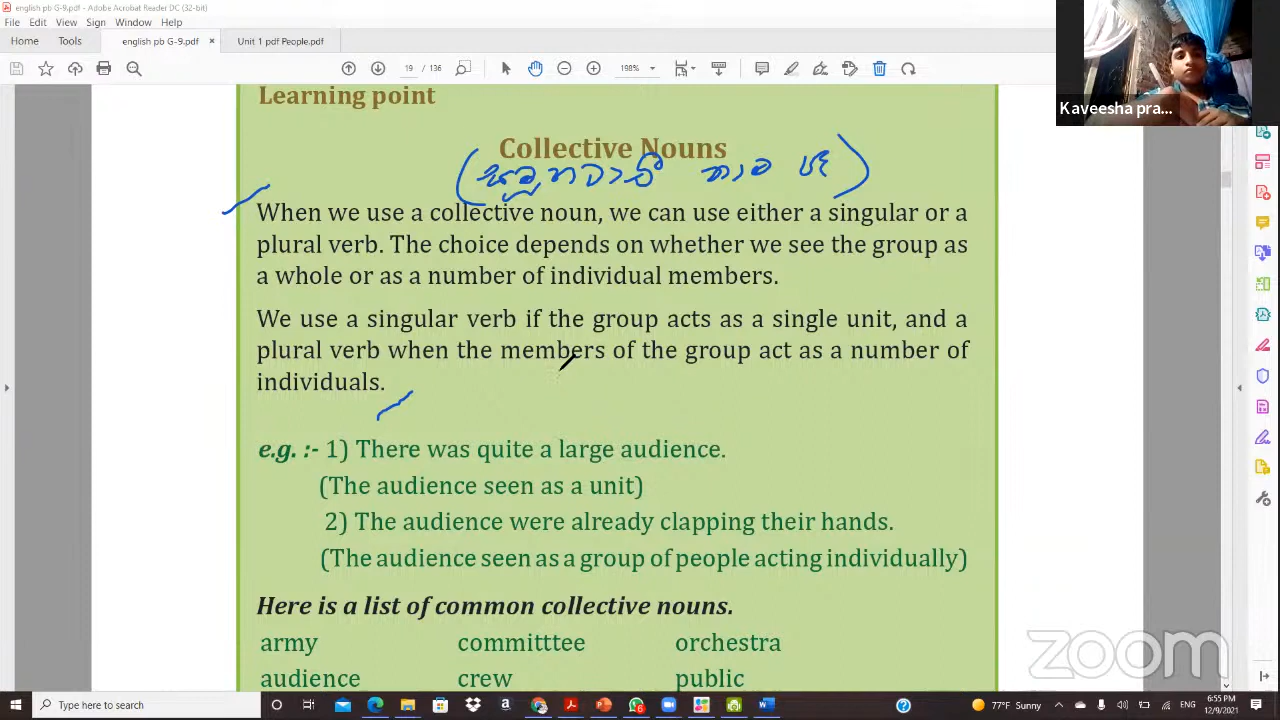 english pb G-9.pdf - Adobe Acrobat Reader DC (32-bit)
File Edit View Sign Window Help
Home Tools english pb G-9.pdf × Unit 1 pdf People.pdf
19 / 136 198%
Kaveesha pra...
Learning point
Collective Nouns
When we use a collective noun, we can use either a singular or a
plural verb. The choice depends on whether we see the group as
a whole or as a number of individual members.
We use a singular verb if the group acts as a single unit, and a
plural verb when the members of the group act as a number of
individuals.
e.g. :- 1) There was quite a large audience.
(The audience seen as a unit)
2) The audience were already clapping their hands.
(The audience seen as a group of people acting individually)
Here is a list of common collective nouns.
army committtee orchestra
audience crew public
zoom
Type here to search
77°F Sunny ENG 6:55 PM
12/9/2021